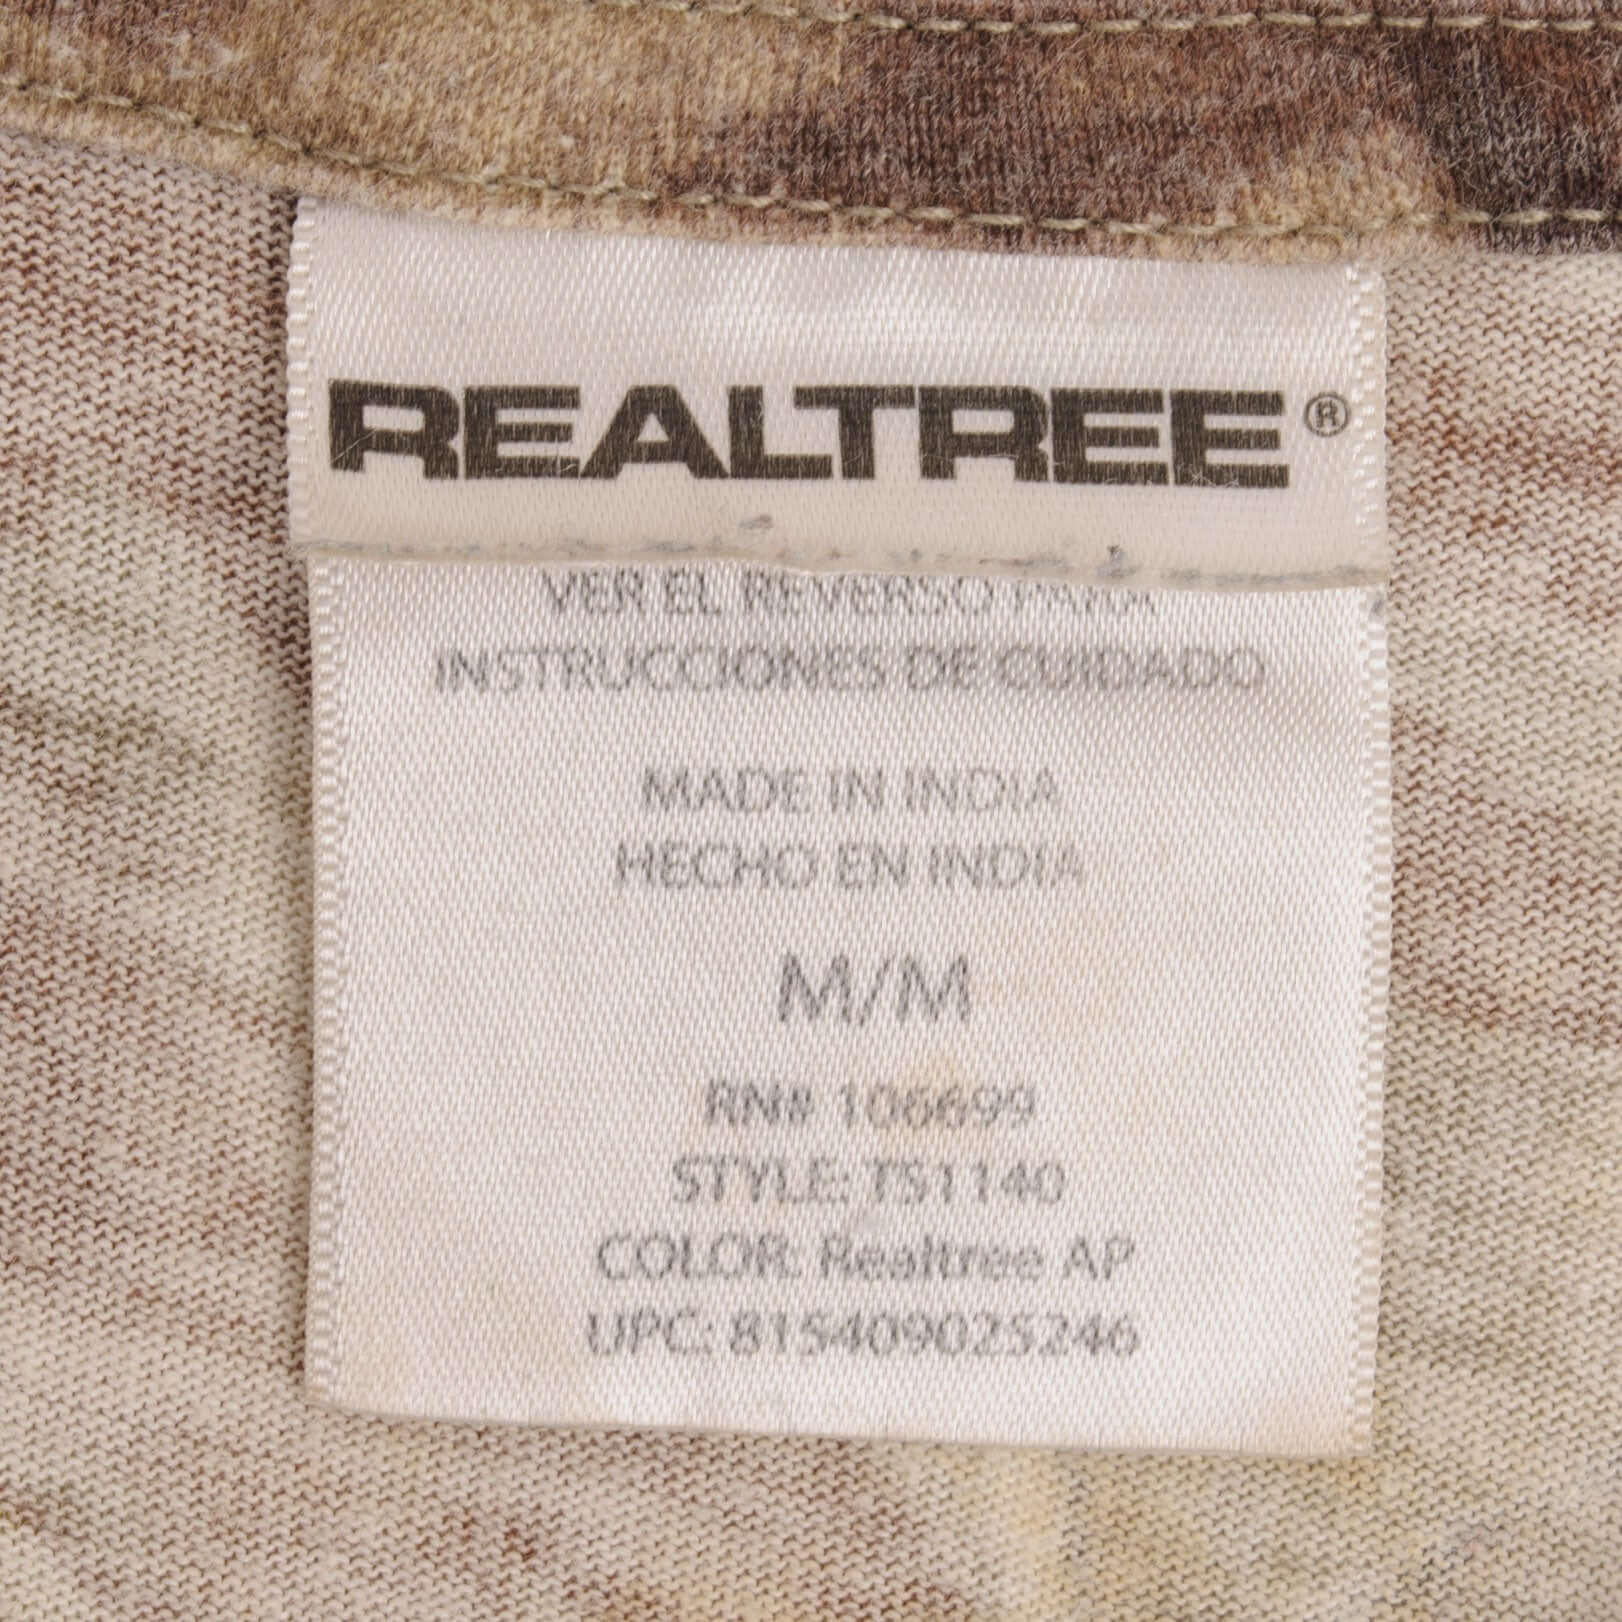 REALTREE®
VER EL REVERSO PARA
INSTRUCCIONES DE CUIDADO
MADE IN INDIA
HECHO EN INDIA
M/M
RN# 106699
STYLE: TS1140
COLOR: Realtree AP
UPC: 815409025246